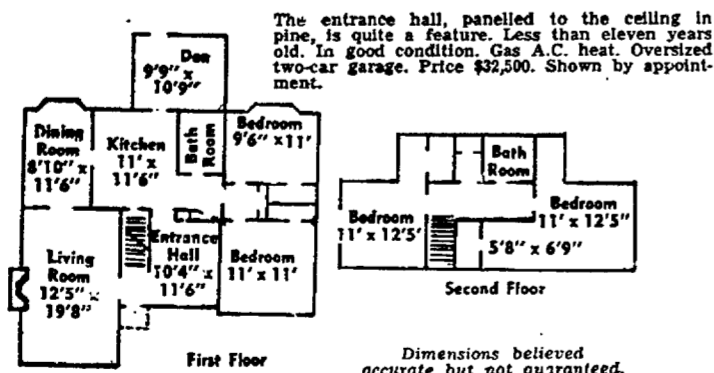 The entrance hall, panelled to the ceiling in
pine, is quite a feature. Less than eleven years
old. In good condition. Gas A.C. heat. Oversized
two-car garage. Price $32,500. Shown by appoint-
ment.
Den
9'9" x
10'9"
Dining
Room
8'10" x
11'6"
Kitchen
11' x
11'6"
Bath
Room
Bedroom
9'6" x 11'
Living
Room
12'5" x
19'8"
Entrance
Hall
10'4" x
11'6"
Bedroom
11' x 11'
First Floor
Bath
Room
Bedroom
11' x 12'5'
Bedroom
11' x 12'5"
5'8" x 6'9"
Second Floor
Dimensions believed
accurate but not guaranteed.